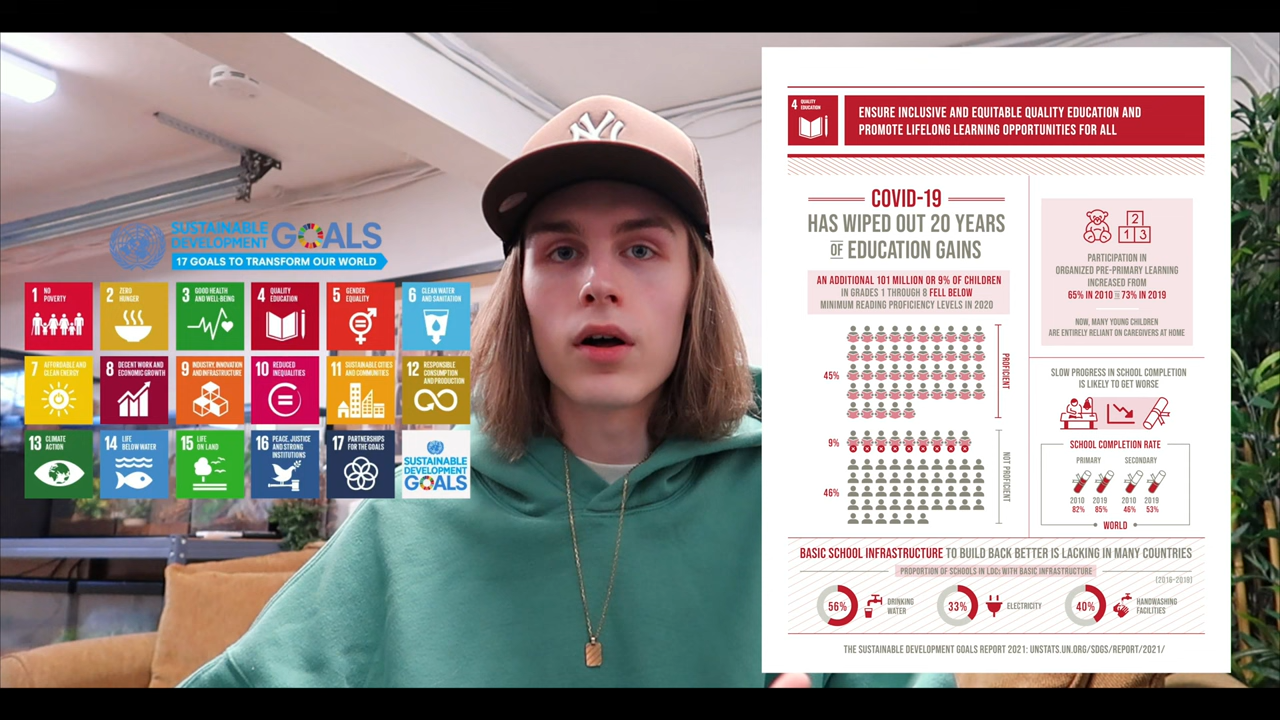 NY
SUSTAINABLE
DEVELOPMENT GOALS
17 GOALS TO TRANSFORM OUR WORLD
1 NO
POVERTY
2 ZERO
HUNGER
3 GOOD HEALTH
AND WELL-BEING
4 QUALITY
EDUCATION
5 GENDER
EQUALITY
6 CLEAN WATER
AND SANITATION
7 AFFORDABLE AND
CLEAN ENERGY
8 DECENT WORK AND
ECONOMIC GROWTH
9 INDUSTRY, INNOVATION
AND INFRASTRUCTURE
10 REDUCED
INEQUALITIES
11 SUSTAINABLE CITIES
AND COMMUNITIES
12 RESPONSIBLE
CONSUMPTION
AND PRODUCTION
13 CLIMATE
ACTION
14 LIFE
BELOW WATER
15 LIFE
ON LAND
16 PEACE, JUSTICE
AND STRONG
INSTITUTIONS
17 PARTNERSHIPS
FOR THE GOALS
SUSTAINABLE
DEVELOPMENT
GOALS
4 QUALITY
EDUCATION
ENSURE INCLUSIVE AND EQUITABLE QUALITY EDUCATION AND
PROMOTE LIFELONG LEARNING OPPORTUNITIES FOR ALL
COVID-19
HAS WIPED OUT 20 YEARS
OF EDUCATION GAINS
AN ADDITIONAL 101 MILLION OR 9% OF CHILDREN
IN GRADES 1 THROUGH 8 FELL BELOW
MINIMUM READING PROFICIENCY LEVELS IN 2020
45%
PROFICIENT
9%
46%
NOT PROFICIENT
2
1 3
PARTICIPATION IN
ORGANIZED PRE-PRIMARY LEARNING
INCREASED FROM
65% IN 2010 TO 73% IN 2019
NOW, MANY YOUNG CHILDREN
ARE ENTIRELY RELIANT ON CAREGIVERS AT HOME
SLOW PROGRESS IN SCHOOL COMPLETION
IS LIKELY TO GET WORSE
SCHOOL COMPLETION RATE
PRIMARY SECONDARY
2010 2019 2010 2019
82% 85% 46% 53%
WORLD
BASIC SCHOOL INFRASTRUCTURE TO BUILD BACK BETTER IS LACKING IN MANY COUNTRIES
PROPORTION OF SCHOOLS IN LDCs WITH BASIC INFRASTRUCTURE
(2016-2019)
56% DRINKING
WATER
33% ELECTRICITY
40% HANDWASHING
FACILITIES
THE SUSTAINABLE DEVELOPMENT GOALS REPORT 2021: UNSTATS.UN.ORG/SDGS/REPORT/2021/